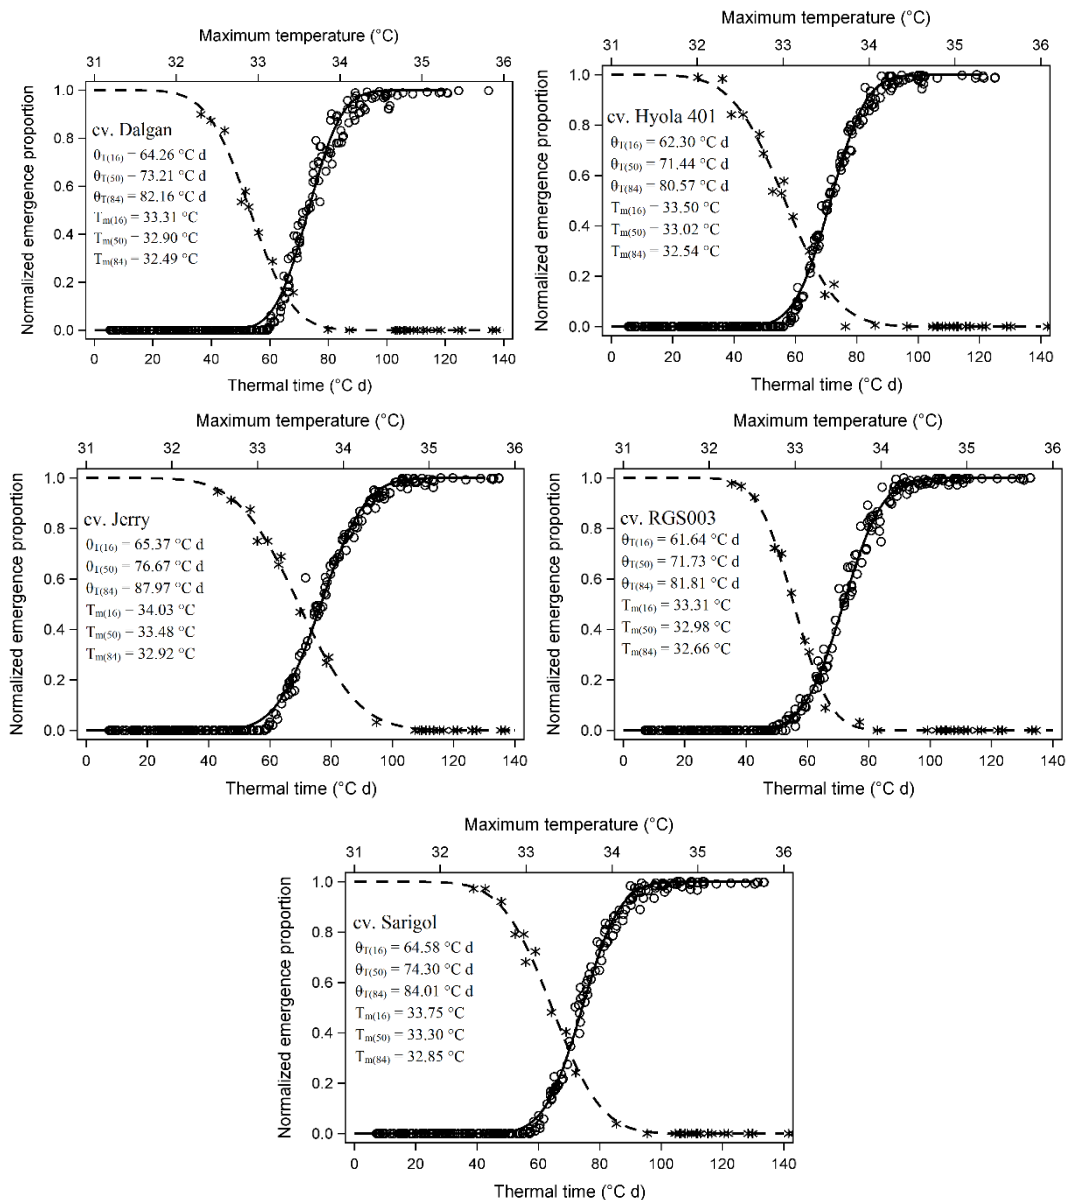 Maximum temperature (°C)
31 32 33 34 35 36
Normalized emergence proportion
1.0
0.8
0.6
0.4
0.2
0.0
cv. Dalgan
θT(16) = 64.26 °C d
θT(50) = 73.21 °C d
θT(84) = 82.16 °C d
Tm(16) = 33.31 °C
Tm(50) = 32.90 °C
Tm(84) = 32.49 °C
0 20 40 60 80 100 120 140
Thermal time (°C d)
Maximum temperature (°C)
31 32 33 34 35 36
Normalized emergence proportion
1.0
0.8
0.6
0.4
0.2
0.0
cv. Hyola 401
θT(16) = 62.30 °C d
θT(50) = 71.44 °C d
θT(84) = 80.57 °C d
Tm(16) = 33.50 °C
Tm(50) = 33.02 °C
Tm(84) = 32.54 °C
0 20 40 60 80 100 120 140
Thermal time (°C d)
Maximum temperature (°C)
31 32 33 34 35 36
Normalized emergence proportion
1.0
0.8
0.6
0.4
0.2
0.0
cv. Jerry
θT(16) = 65.37 °C d
θT(50) = 76.67 °C d
θT(84) = 87.97 °C d
Tm(16) = 34.03 °C
Tm(50) = 33.48 °C
Tm(84) = 32.92 °C
0 20 40 60 80 100 120 140
Thermal time (°C d)
Maximum temperature (°C)
31 32 33 34 35 36
Normalized emergence proportion
1.0
0.8
0.6
0.4
0.2
0.0
cv. RGS003
θT(16) = 61.64 °C d
θT(50) = 71.73 °C d
θT(84) = 81.81 °C d
Tm(16) = 33.31 °C
Tm(50) = 32.98 °C
Tm(84) = 32.66 °C
0 20 40 60 80 100 120 140
Thermal time (°C d)
Maximum temperature (°C)
31 32 33 34 35 36
Normalized emergence proportion
1.0
0.8
0.6
0.4
0.2
0.0
cv. Sarigol
θT(16) = 64.58 °C d
θT(50) = 74.30 °C d
θT(84) = 84.01 °C d
Tm(16) = 33.75 °C
Tm(50) = 33.30 °C
Tm(84) = 32.85 °C
0 20 40 60 80 100 120 140
Thermal time (°C d)